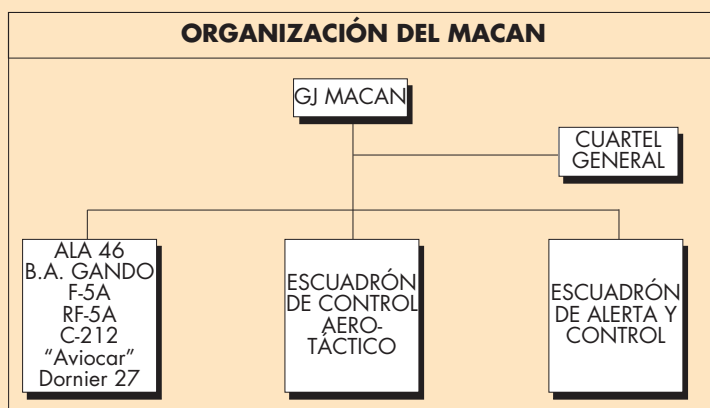 ORGANIZACIÓN DEL MACAN
GJ MACAN
CUARTEL
GENERAL
ALA 46
B.A. GANDO
F-5A
RF-5A
C-212
“Aviocar”
Dornier 27
ESCUADRÓN
DE CONTROL
AERO-
TÁCTICO
ESCUADRÓN
DE ALERTA Y
CONTROL